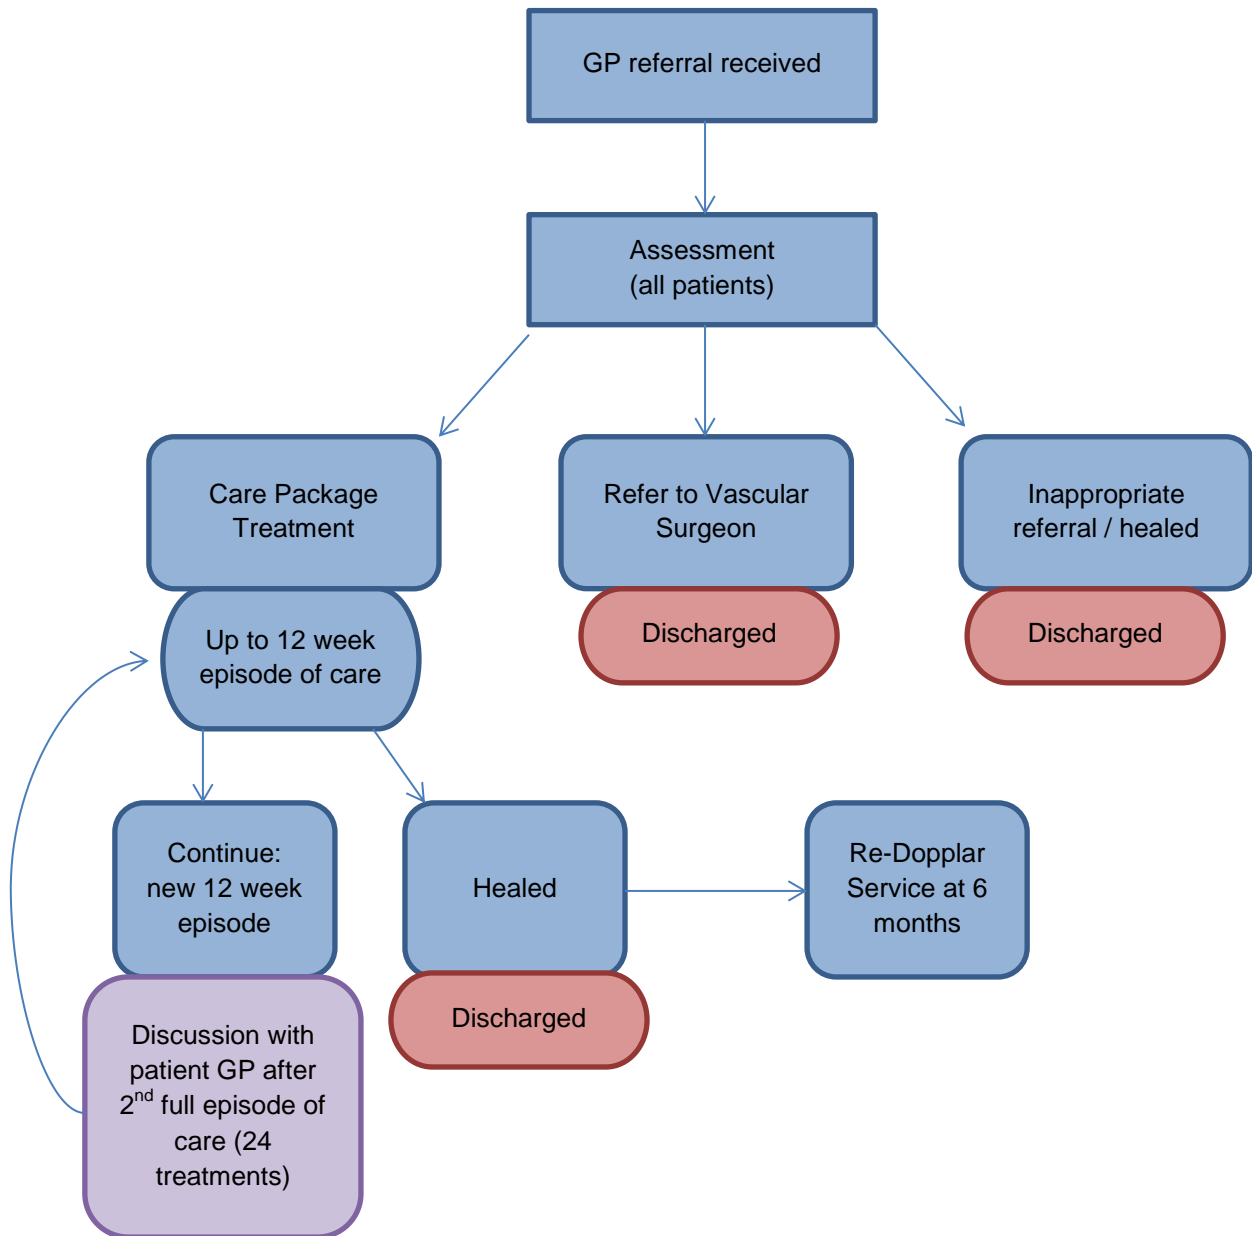 GP referral received
Assessment
(all patients)
Care Package
Treatment
Refer to Vascular
Surgeon
Inappropriate
referral / healed
Up to 12 week
episode of care
Discharged
Discharged
Continue:
new 12 week
episode
Healed
Re-Dopplar
Service at 6
months
Discussion with
patient GP after
2nd full episode of
care (24
treatments)
Discharged